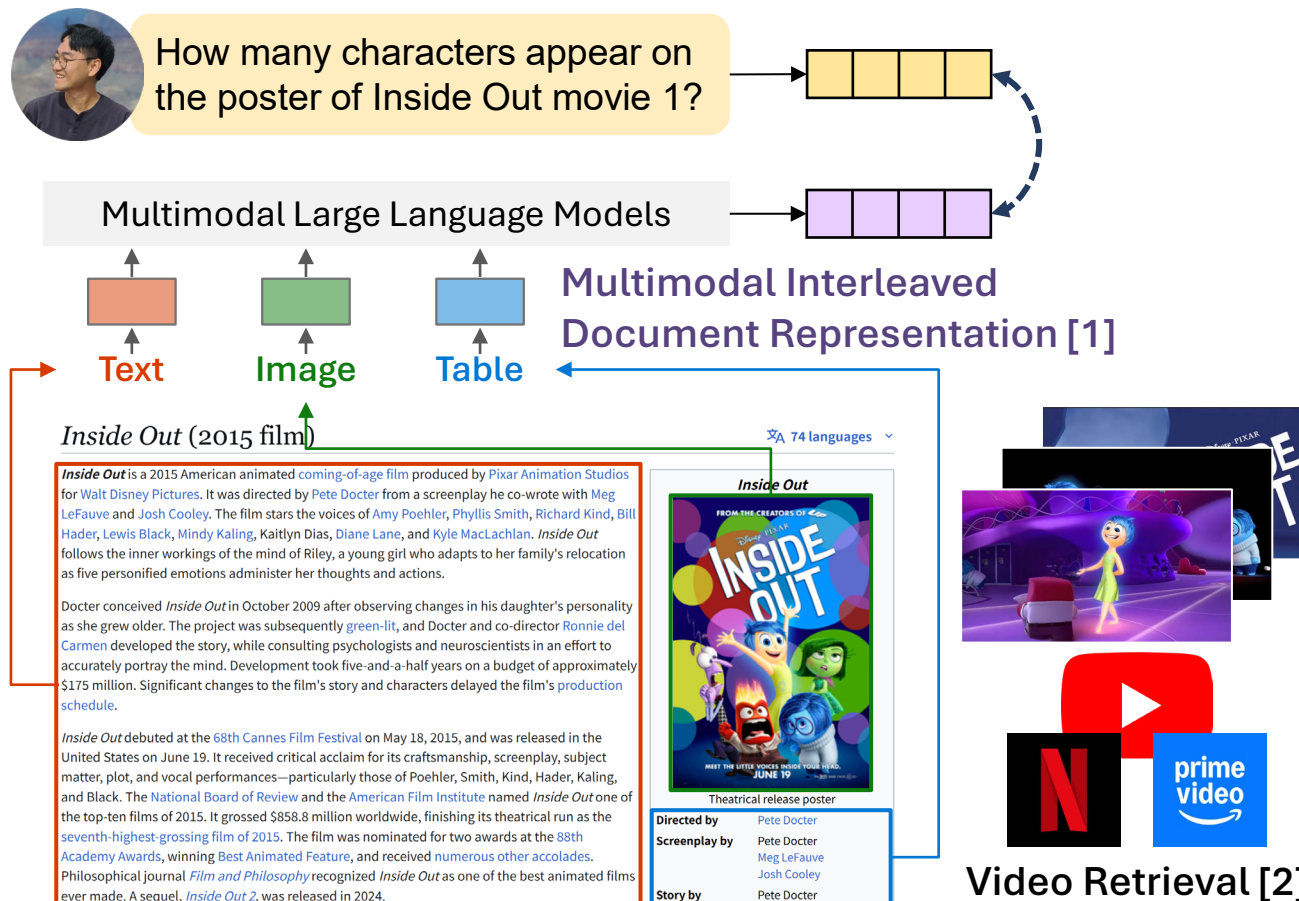 How many characters appear on
the poster of Inside Out movie 1?
Multimodal Large Language Models
Multimodal Interleaved
Document Representation [1]
Text
Image
Table
Inside Out (2015 film)
74 languages
Inside Out is a 2015 American animated coming-of-age film produced by Pixar Animation Studios
for Walt Disney Pictures. It was directed by Pete Docter from a screenplay he co-wrote with Meg
LeFauve and Josh Cooley. The film stars the voices of Amy Poehler, Phyllis Smith, Richard Kind, Bill
Hader, Lewis Black, Mindy Kaling, Kaitlyn Dias, Diane Lane, and Kyle MacLachlan. Inside Out
follows the inner workings of the mind of Riley, a young girl who adapts to her family's relocation
as five personified emotions administer her thoughts and actions.
Docter conceived Inside Out in October 2009 after observing changes in his daughter's personality
as she grew older. The project was subsequently green-lit, and Docter and co-director Ronnie del
Carmen developed the story, while consulting psychologists and neuroscientists in an effort to
accurately portray the mind. Development took five-and-a-half years on a budget of approximately
$175 million. Significant changes to the film's story and characters delayed the film's production
schedule.
Inside Out debuted at the 68th Cannes Film Festival on May 18, 2015, and was released in the
United States on June 19. It received critical acclaim for its craftsmanship, screenplay, subject
matter, plot, and vocal performances—particularly those of Poehler, Smith, Kind, Hader, Kaling,
and Black. The National Board of Review and the American Film Institute named Inside Out one of
the top-ten films of 2015. It grossed $858.8 million worldwide, finishing its theatrical run as the
seventh-highest-grossing film of 2015. The film was nominated for two awards at the 88th
Academy Awards, winning Best Animated Feature, and received numerous other accolades.
Philosophical journal Film and Philosophy recognized Inside Out as one of the best animated films
ever made. A sequel, Inside Out 2, was released in 2024.
Inside Out
FROM THE CREATORS OF UP
Disney PIXAR
INSIDE
OUT
MEET THE LITTLE VOICES INSIDE YOUR HEAD.
JUNE 19
Theatrical release poster
Directed by Pete Docter
Screenplay by Pete Docter
Meg LeFauve
Josh Cooley
Story by Pete Docter
PIXAR
N
prime
video
Video Retrieval [2]